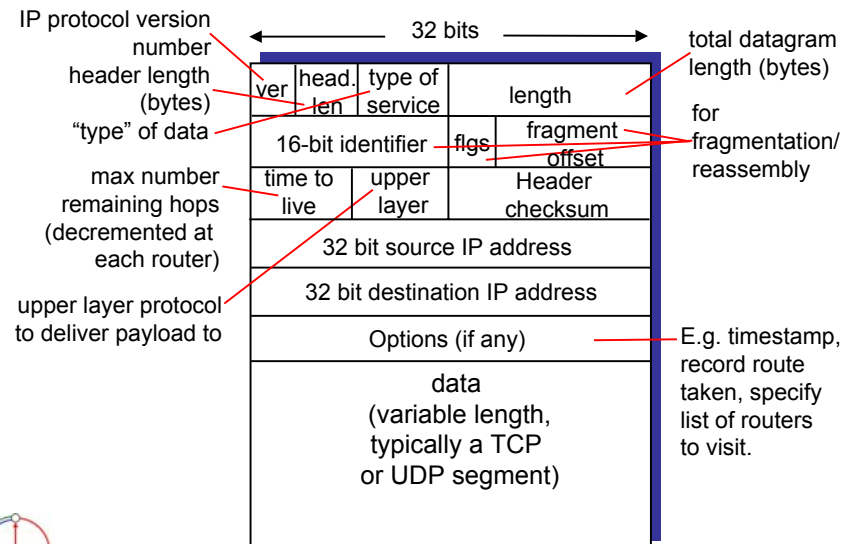 IP protocol version
number
header length
(bytes)
“type” of data
max number
remaining hops
(decremented at
each router)
upper layer protocol
to deliver payload to
32 bits
ver
head.
len
type of
service
length
16-bit identifier
flgs
fragment
offset
time to
live
upper
layer
Header
checksum
32 bit source IP address
32 bit destination IP address
Options (if any)
data
(variable length,
typically a TCP
or UDP segment)
total datagram
length (bytes)
for
fragmentation/
reassembly
E.g. timestamp,
record route
taken, specify
list of routers
to visit.